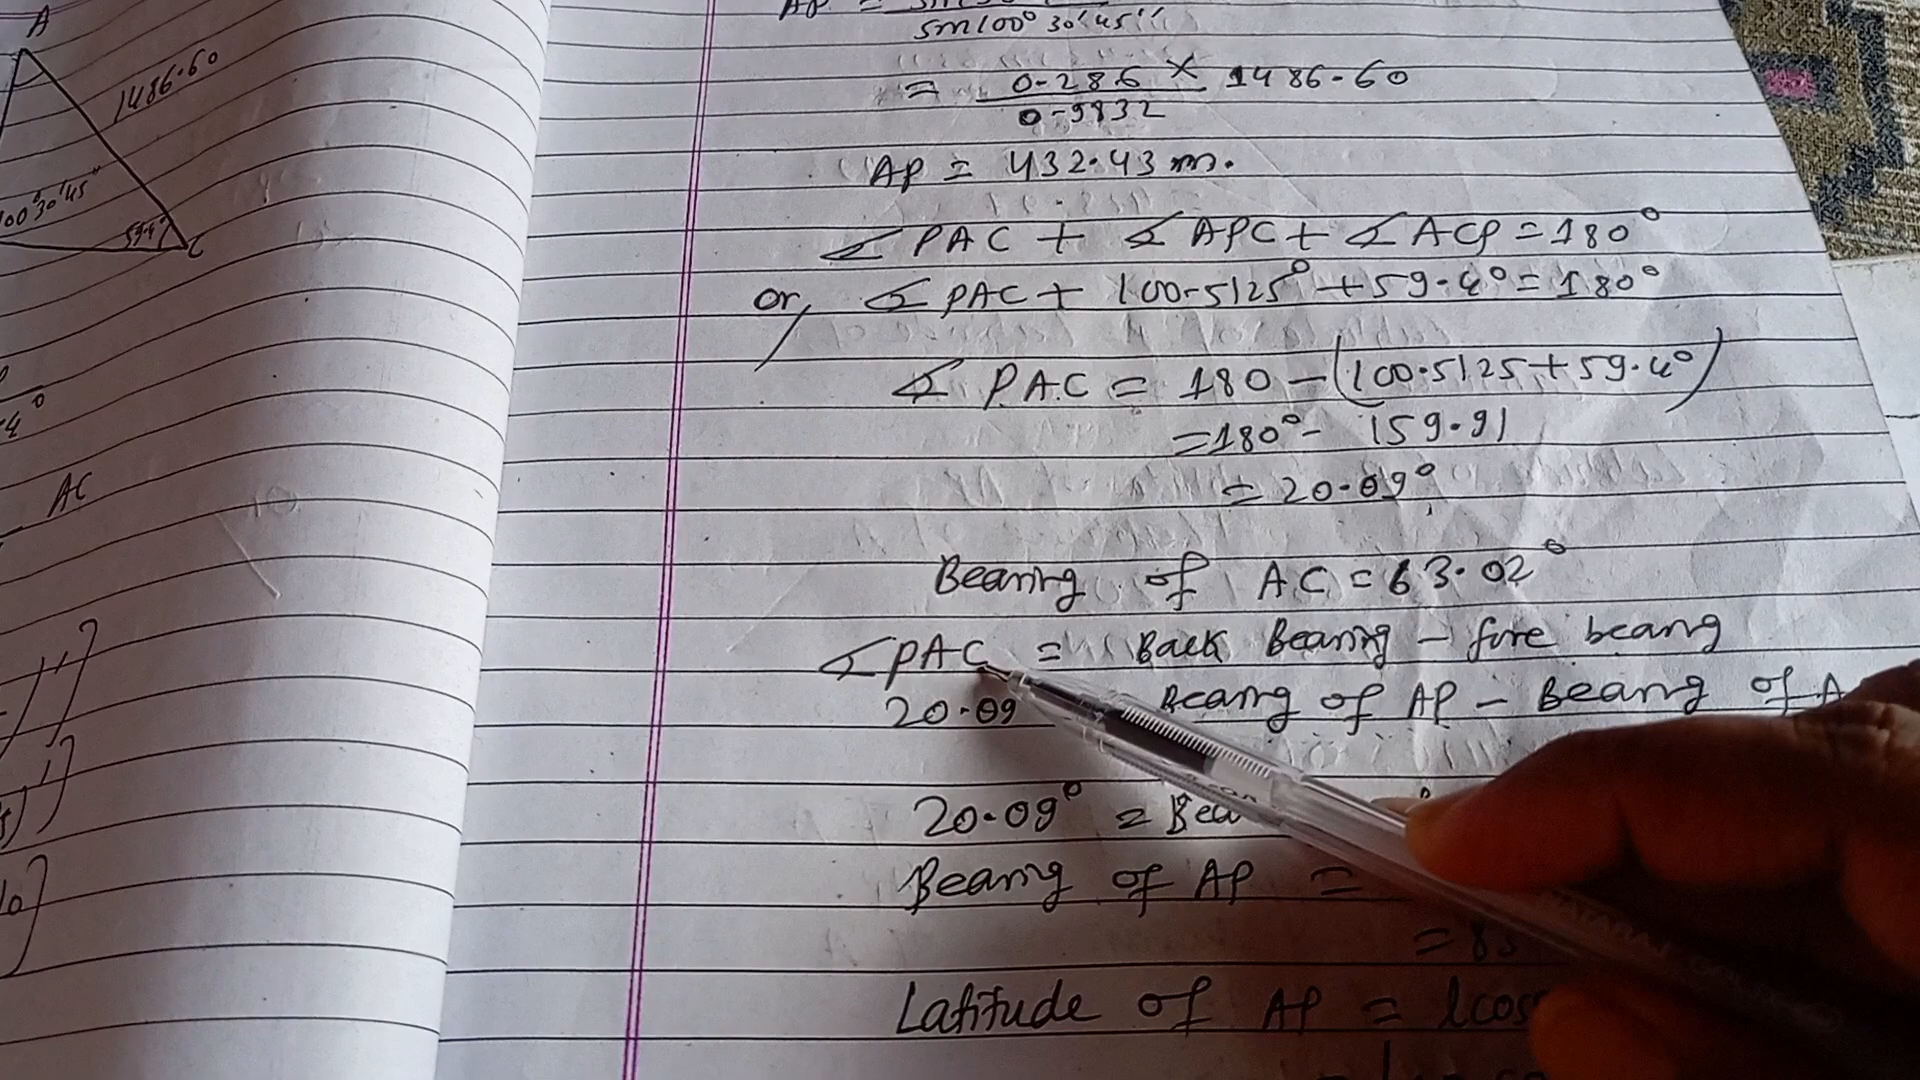 A
1486.60
100°30'45"
59.4°
C
AC
sin100°30'45"
= 0.286 × 1486.60
0.9832
AP = 432.43 m.
∡ PAC + ∡ APC + ∡ ACP = 180°
or, ∡ PAC + 100.5125° + 59.4° = 180°
∡ PAC = 180 - (100.5125 + 59.4°)
= 180° - 159.91
= 20.09°
Bearing of AC = 63.02°
∡PAC = Back Bearing - fore bearing
20.09 Bearing of AP - Bearing of A
20.09° = Bea
Bearing of AP =
= 83
Latitude of AP = lcos